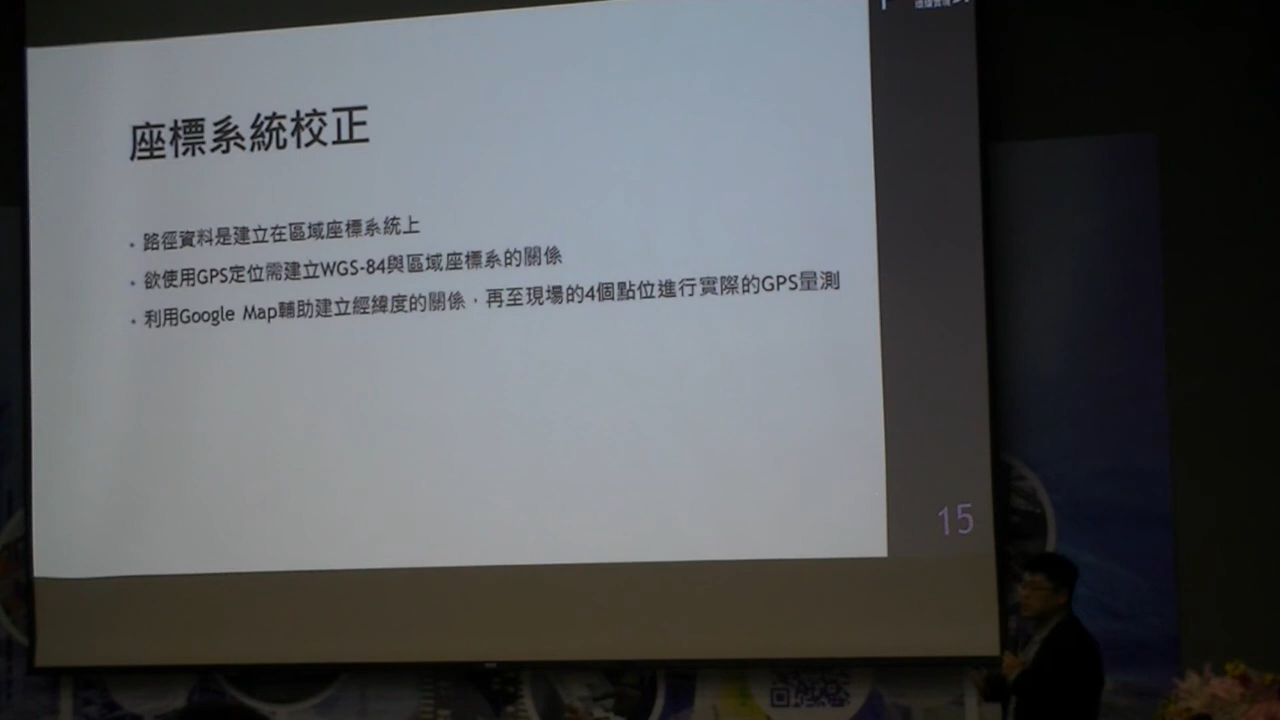 座標系統校正
• 路徑資料是建立在區域座標系統上
• 欲使用GPS定位需建立WGS-84與區域座標系的關係
• 利用Google Map輔助建立經緯度的關係，再至現場的4個點位進行實際的GPS量測
15